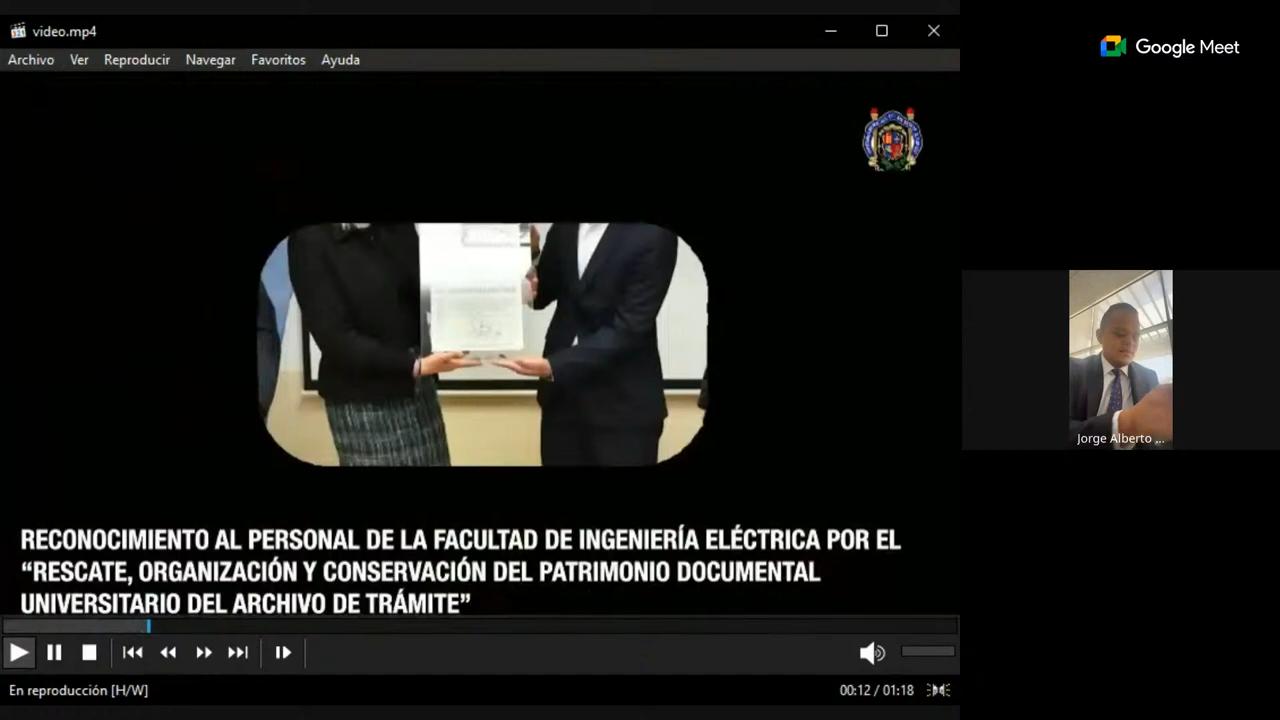 video.mp4
Archivo Ver Reproducir Navegar Favoritos Ayuda
Google Meet
Jorge Alberto ...
RECONOCIMIENTO AL PERSONAL DE LA FACULTAD DE INGENIERÍA ELÉCTRICA POR EL
“RESCATE, ORGANIZACIÓN Y CONSERVACIÓN DEL PATRIMONIO DOCUMENTAL
UNIVERSITARIO DEL ARCHIVO DE TRÁMITE”
En reproducción [H/W]
00:12 / 01:18